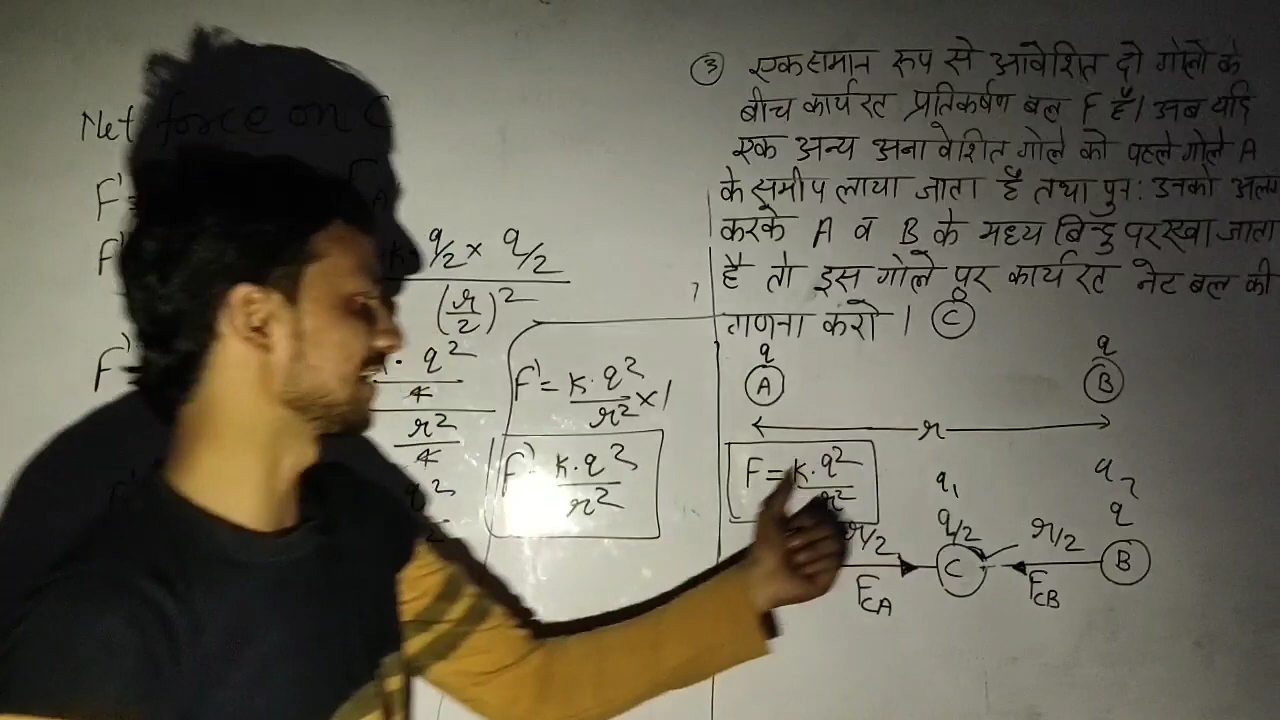 Net force on C
F' =
F'
q/2 × q/2
(r/2)²
F'
· q²
4
r²
4
F' = K·q²
r² ×1
F' K·q²
r²
③ एकसमान रूप से आवेशित दो गोलो के
बीच कार्यरत प्रतिकर्षण बल F है। अब यदि
एक अन्य अनावेशित गोले को पहले गोले A
के समीप लाया जाता है तथा पुन: उनको अलग
करके A व B के मध्य बिन्दु पर रखा जाता
है तो इस गोले पर कार्यरत नेट बल की
गणना करो । C
q q
A B
r
F = K·q²
r²
q₁ q₂
q/2 q
r/2 C r/2 B
F_CA F_CB